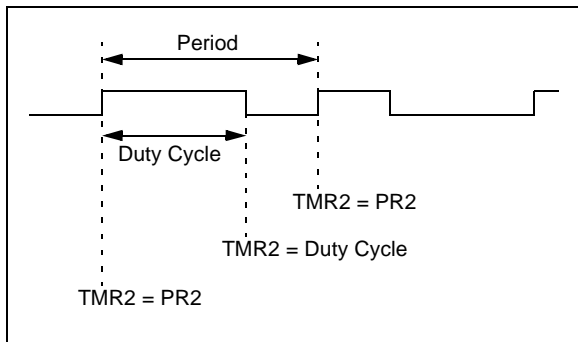 Period
Duty Cycle
TMR2 = PR2
TMR2 = Duty Cycle
TMR2 = PR2